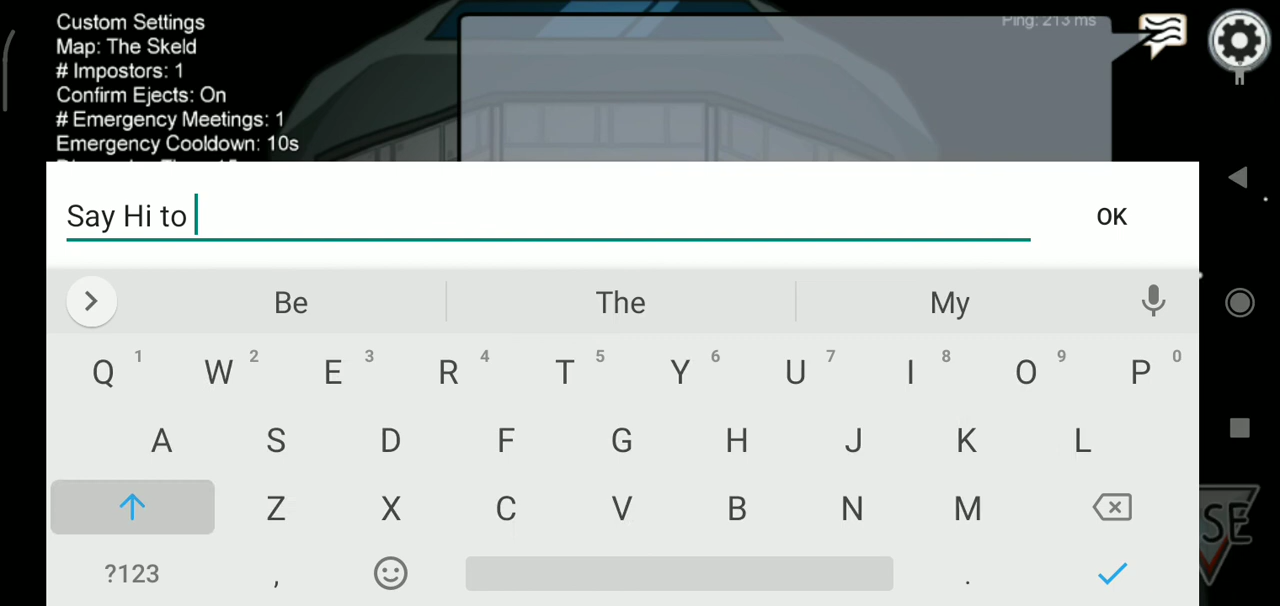 Custom Settings
Map: The Skeld
# Impostors: 1
Confirm Ejects: On
# Emergency Meetings: 1
Emergency Cooldown: 10s
Ping: 213 ms
Say Hi to
OK
Be The My
Q 1 W 2 E 3 R 4 T 5 Y 6 U 7 I 8 O 9 P 0
A S D F G H J K L
Z X C V B N M
SE
?123 , .